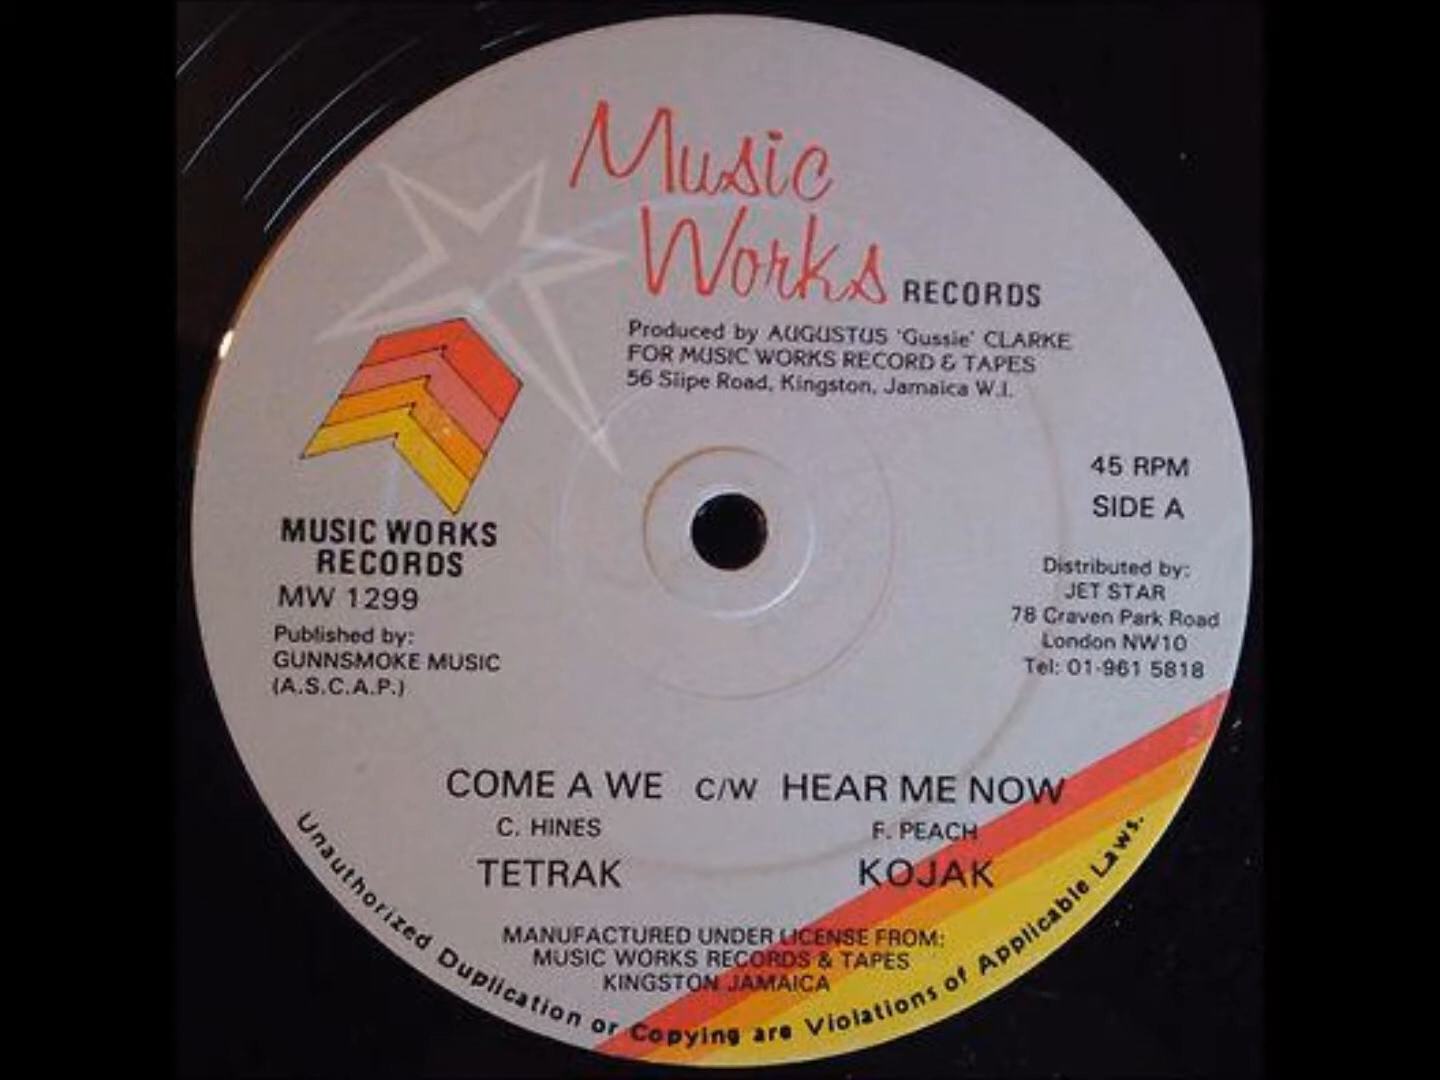 Music
Works RECORDS
Produced by AUGUSTUS 'Gussie' CLARKE
FOR MUSIC WORKS RECORD & TAPES
56 Slipe Road, Kingston, Jamaica W.I.
45 RPM
SIDE A
MUSIC WORKS
RECORDS
MW 1299
Published by:
GUNNSMOKE MUSIC
(A.S.C.A.P.)
Distributed by:
JET STAR
78 Craven Park Road
London NW10
Tel: 01-961 5818
COME A WE C/W HEAR ME NOW
C. HINES F. PEACH
TETRAK KOJAK
MANUFACTURED UNDER LICENSE FROM:
MUSIC WORKS RECORDS & TAPES
KINGSTON JAMAICA
Unauthorized Duplication or Copying are Violations of Applicable Laws.